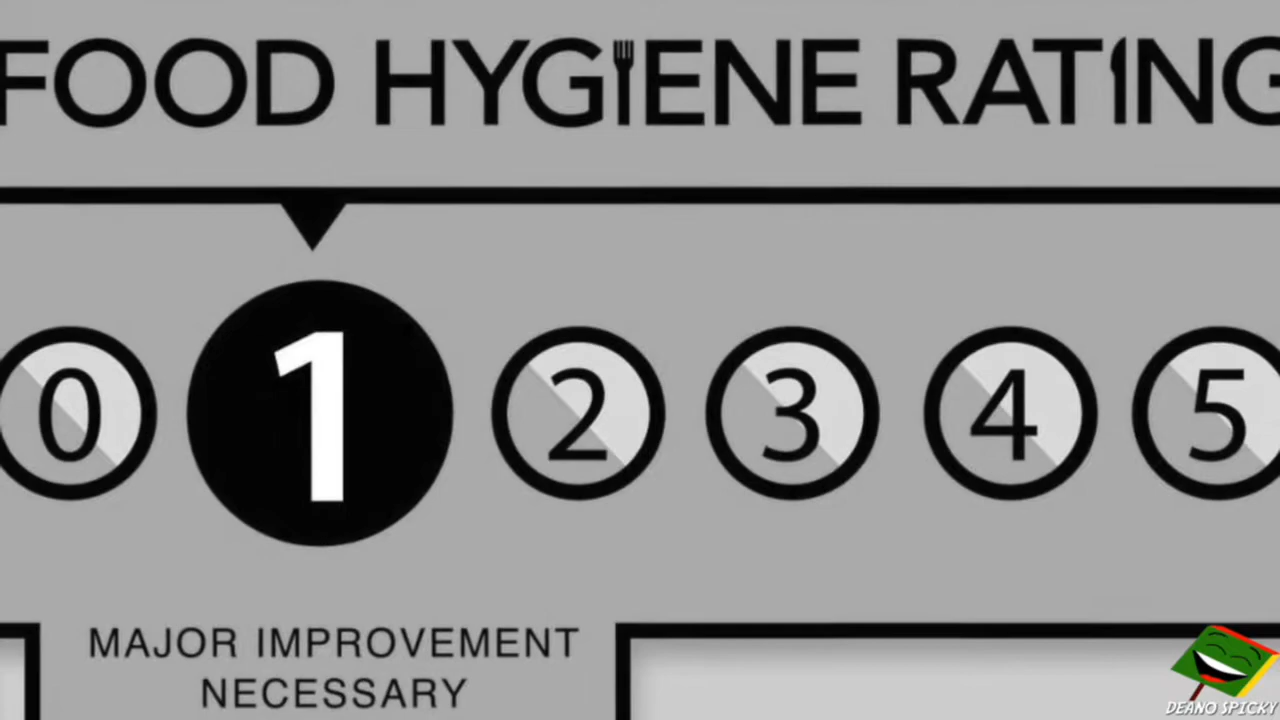 FOOD HYGIENE RATING
0 1 2 3 4 5
MAJOR IMPROVEMENT
NECESSARY
DEANO SPICKY